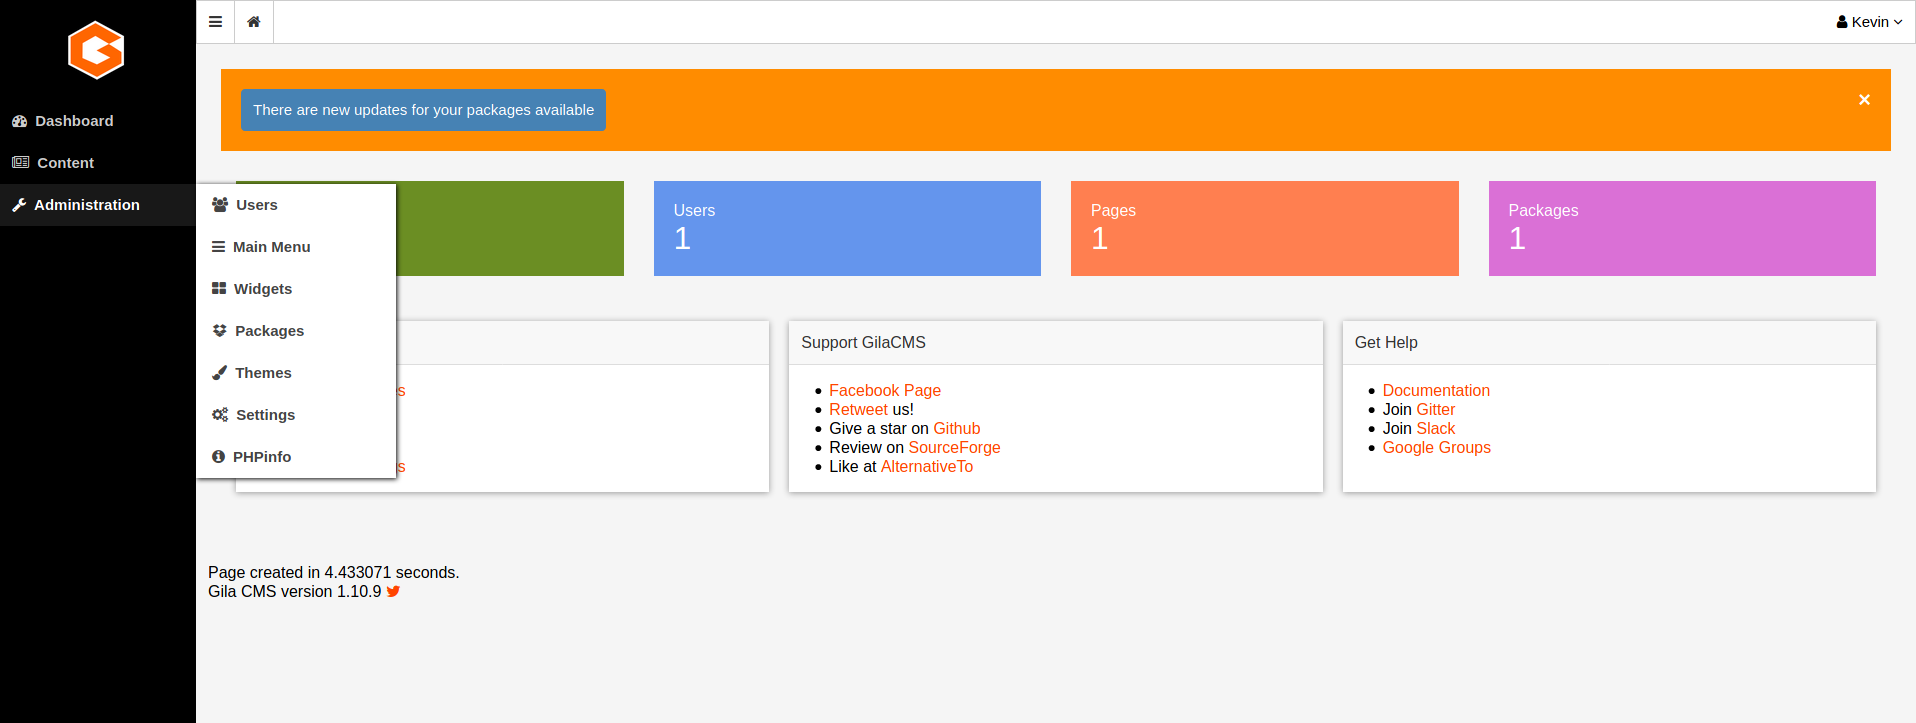 Kevin
There are new updates for your packages available
×
Dashboard
Content
Administration
Users
Main Menu
Widgets
Packages
Themes
Settings
PHPinfo
Users
1
Pages
1
Packages
1
Support GilaCMS
Facebook Page
Retweet us!
Give a star on Github
Review on SourceForge
Like at AlternativeTo
Get Help
Documentation
Join Gitter
Join Slack
Google Groups
Page created in 4.433071 seconds.
Gila CMS version 1.10.9